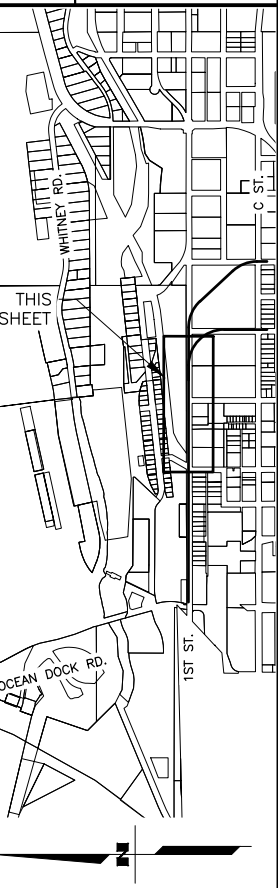 WHITNEY RD.
C ST.
THIS
SHEET
OCEAN DOCK RD.
1ST ST.
N